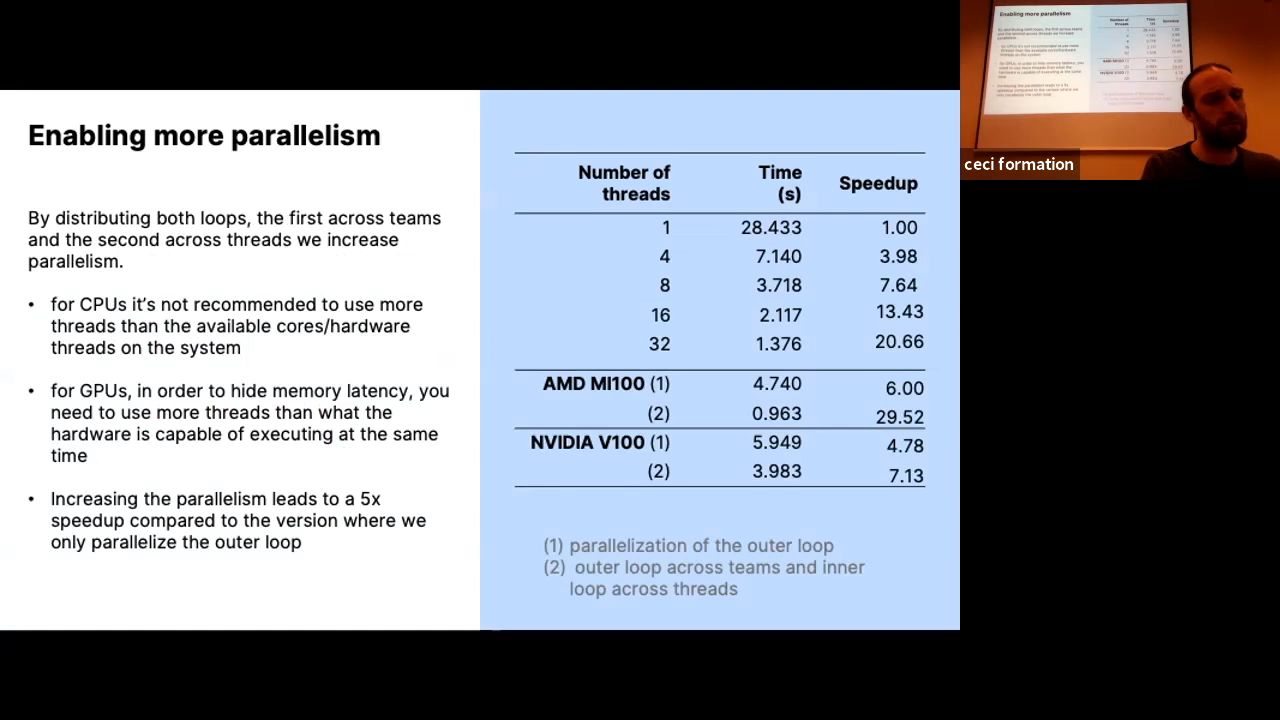 Enabling more parallelism
By distributing both loops, the first across teams
and the second across threads we increase
parallelism.
• for CPUs it's not recommended to use more
threads than the available cores/hardware
threads on the system
• for GPUs, in order to hide memory latency, you
need to use more threads than what the
hardware is capable of executing at the same
time
• Increasing the parallelism leads to a 5x
speedup compared to the version where we
only parallelize the outer loop
Number of threads Time (s) Speedup
1 28.433 1.00
4 7.140 3.98
8 3.718 7.64
16 2.117 13.43
32 1.376 20.66
AMD MI100 (1) 4.740 6.00
(2) 0.963 29.52
NVIDIA V100 (1) 5.949 4.78
(2) 3.983 7.13
(1) parallelization of the outer loop
(2) outer loop across teams and inner
loop across threads
Enabling more parallelism
ceci formation